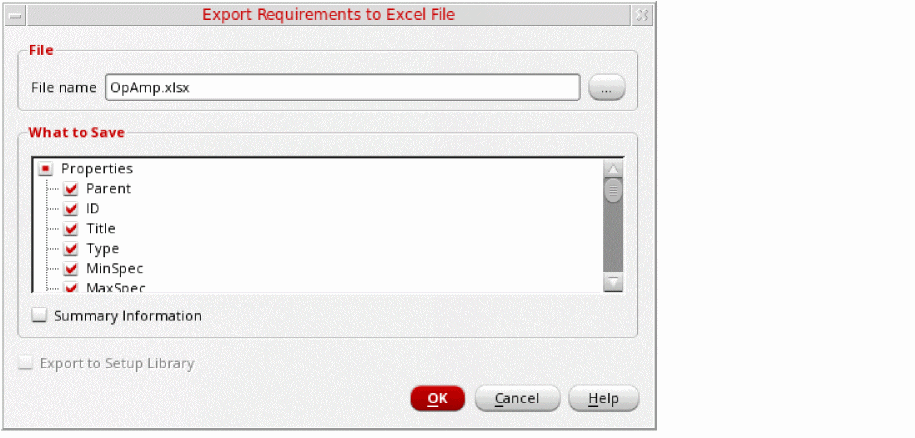 Export Requirements to Excel File
File
File name OpAmp.xlsx ...
What to Save
Properties
Parent
ID
Title
Type
MinSpec
MaxSpec
Summary Information
Export to Setup Library
OK Cancel Help